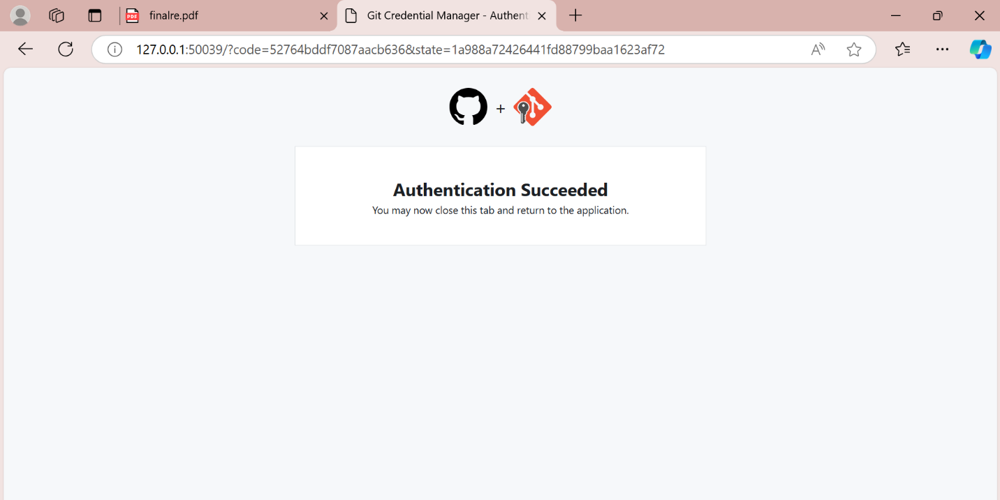 finalre.pdf
Git Credential Manager - Authent
127.0.0.1:50039/?code=52764bddf7087aacb636&state=1a988a72426441fd88799baa1623af72
+
Authentication Succeeded
You may now close this tab and return to the application.